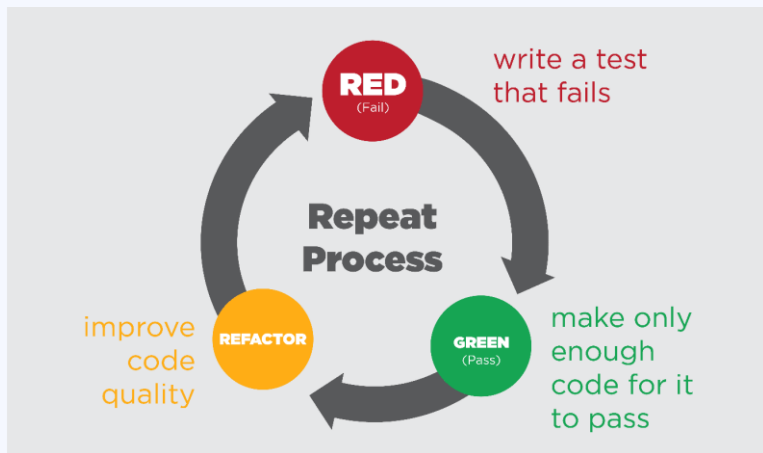 RED
(Fail)
write a test
that fails
Repeat
Process
GREEN
(Pass)
make only
enough
code for it
to pass
REFACTOR
improve
code
quality